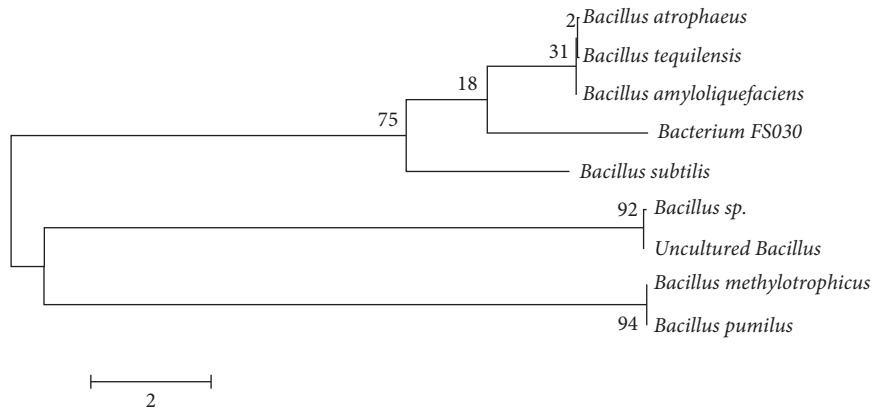 2 Bacillus atrophaeus
31 Bacillus tequilensis
Bacillus amyloliquefaciens
18
Bacterium FS030
75
Bacillus subtilis
92 Bacillus sp.
Uncultured Bacillus
Bacillus methylotrophicus
94 Bacillus pumilus
2